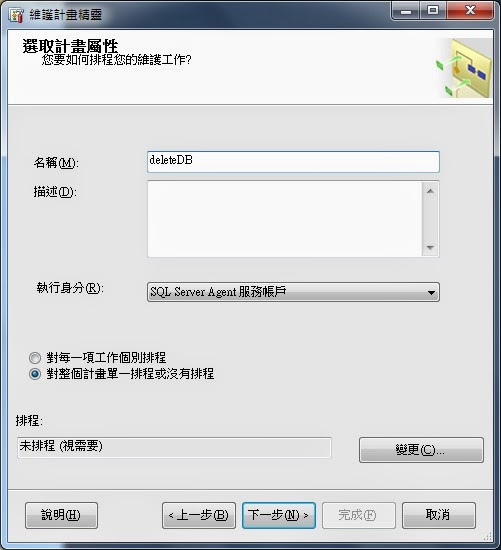 維護計畫精靈
選取計畫屬性
您要如何排程您的維護工作?
名稱(M):
deleteDB
描述(D):
執行身分(R):
SQL Server Agent 服務帳戶
對每一項工作個別排程
對整個計畫單一排程或沒有排程
排程:
未排程 (視需要)
變更(C)...
說明(H)
< 上一步(B)
下一步(N) >
完成(F)
取消